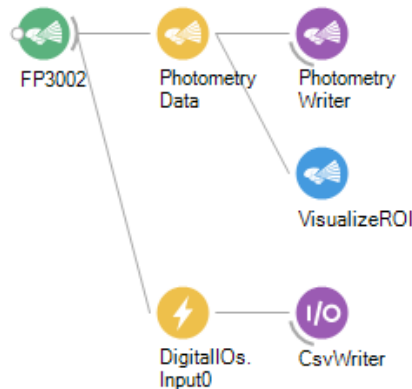 FP3002
Photometry
Data
Photometry
Writer
VisualizeROI
DigitalIOs.
Input0
I/O
CsvWriter